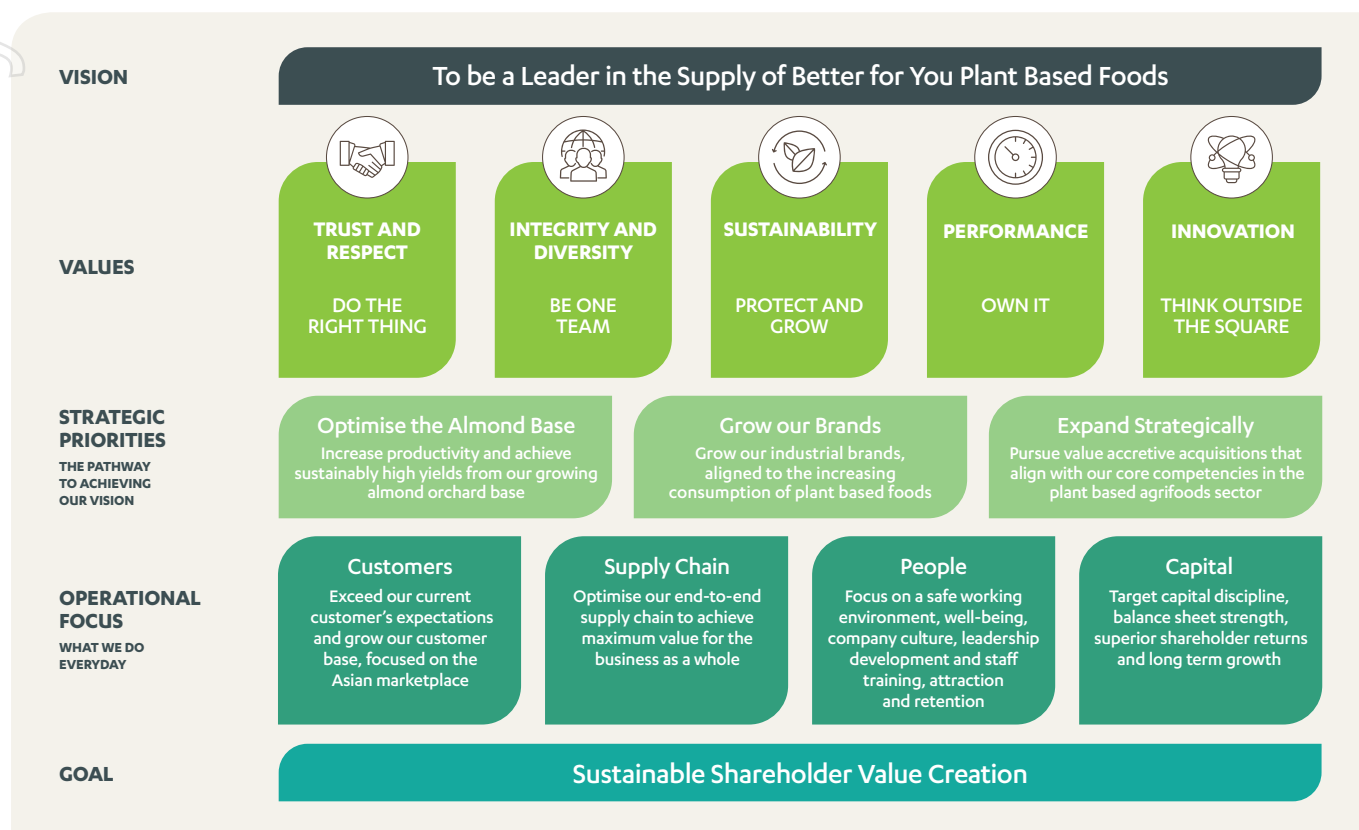 VISION
To be a Leader in the Supply of Better for You Plant Based Foods
VALUES
TRUST AND
RESPECT
DO THE
RIGHT THING
INTEGRITY AND
DIVERSITY
BE ONE
TEAM
SUSTAINABILITY
PROTECT AND
GROW
PERFORMANCE
OWN IT
INNOVATION
THINK OUTSIDE
THE SQUARE
STRATEGIC
PRIORITIES
THE PATHWAY
TO ACHIEVING
OUR VISION
Optimise the Almond Base
Increase productivity and achieve
sustainably high yields from our growing
almond orchard base
Grow our Brands
Grow our industrial brands,
aligned to the increasing
consumption of plant based foods
Expand Strategically
Pursue value accretive acquisitions that
align with our core competencies in the
plant based agrifoods sector
OPERATIONAL
FOCUS
WHAT WE DO
EVERYDAY
Customers
Exceed our current
customer's expectations
and grow our customer
base, focused on the
Asian marketplace
Supply Chain
Optimise our end-to-end
supply chain to achieve
maximum value for the
business as a whole
People
Focus on a safe working
environment, well-being,
company culture, leadership
development and staff
training, attraction
and retention
Capital
Target capital discipline,
balance sheet strength,
superior shareholder returns
and long term growth
GOAL
Sustainable Shareholder Value Creation